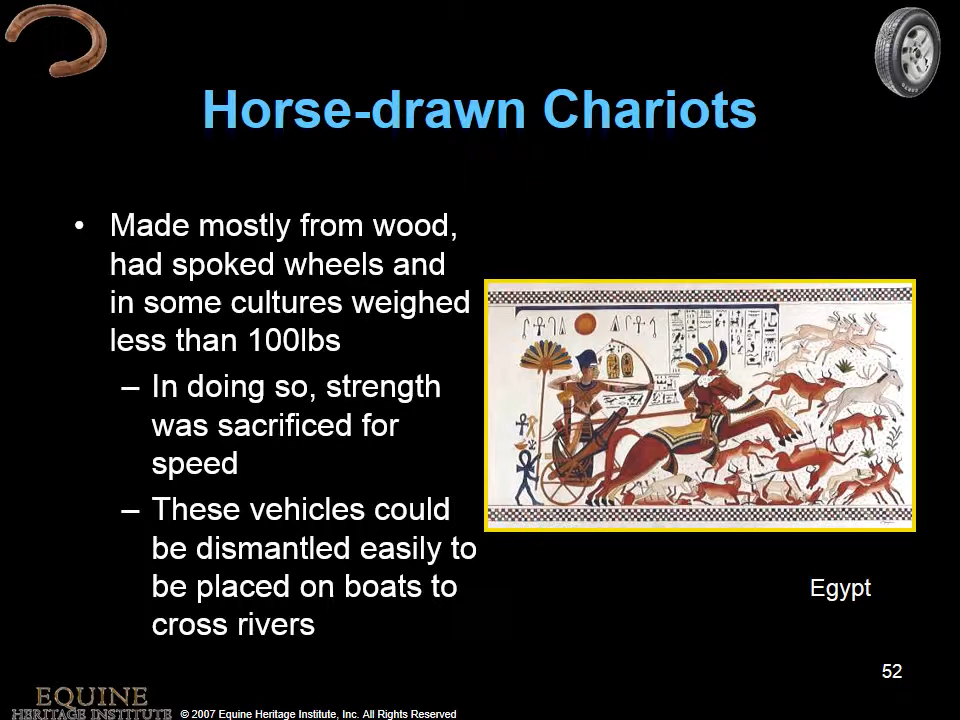 Horse-drawn Chariots
• Made mostly from wood,
had spoked wheels and
in some cultures weighed
less than 100lbs
– In doing so, strength
was sacrificed for
speed
– These vehicles could
be dismantled easily to
be placed on boats to
cross rivers
Egypt
52
EQUINE
HERITAGE INSTITUTE
© 2007 Equine Heritage Institute, Inc. All Rights Reserved